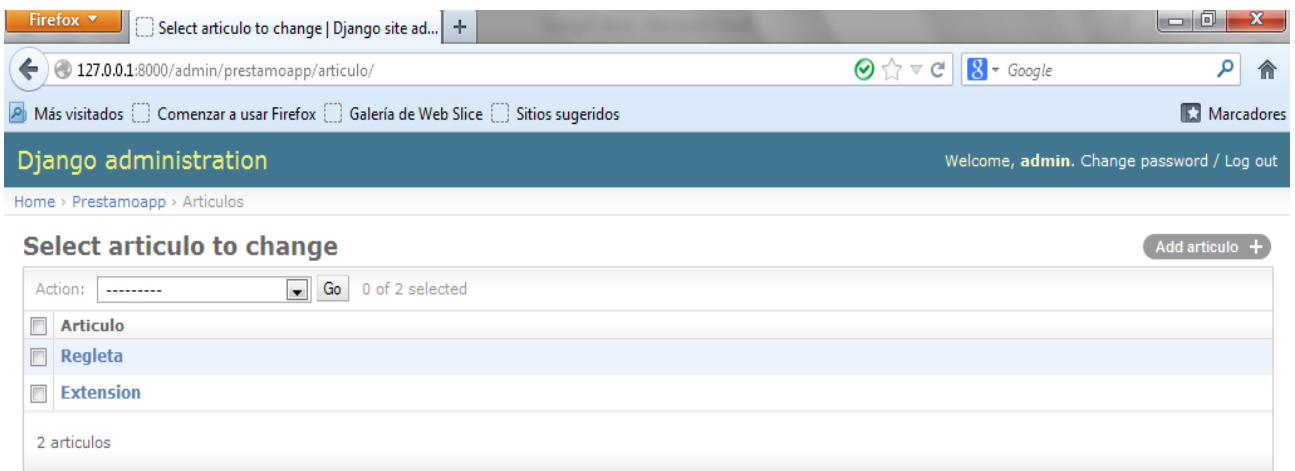 Firefox
Select articulo to change | Django site ad...
127.0.0.1:8000/admin/prestamoapp/articulo/
Google
Más visitados Comenzar a usar Firefox Galería de Web Slice Sitios sugeridos Marcadores
Django administration
Welcome, admin. Change password / Log out
Home › Prestamoapp › Articulos
Select articulo to change
Add articulo +
Action: --------- Go 0 of 2 selected
Articulo
Regleta
Extension
2 articulos